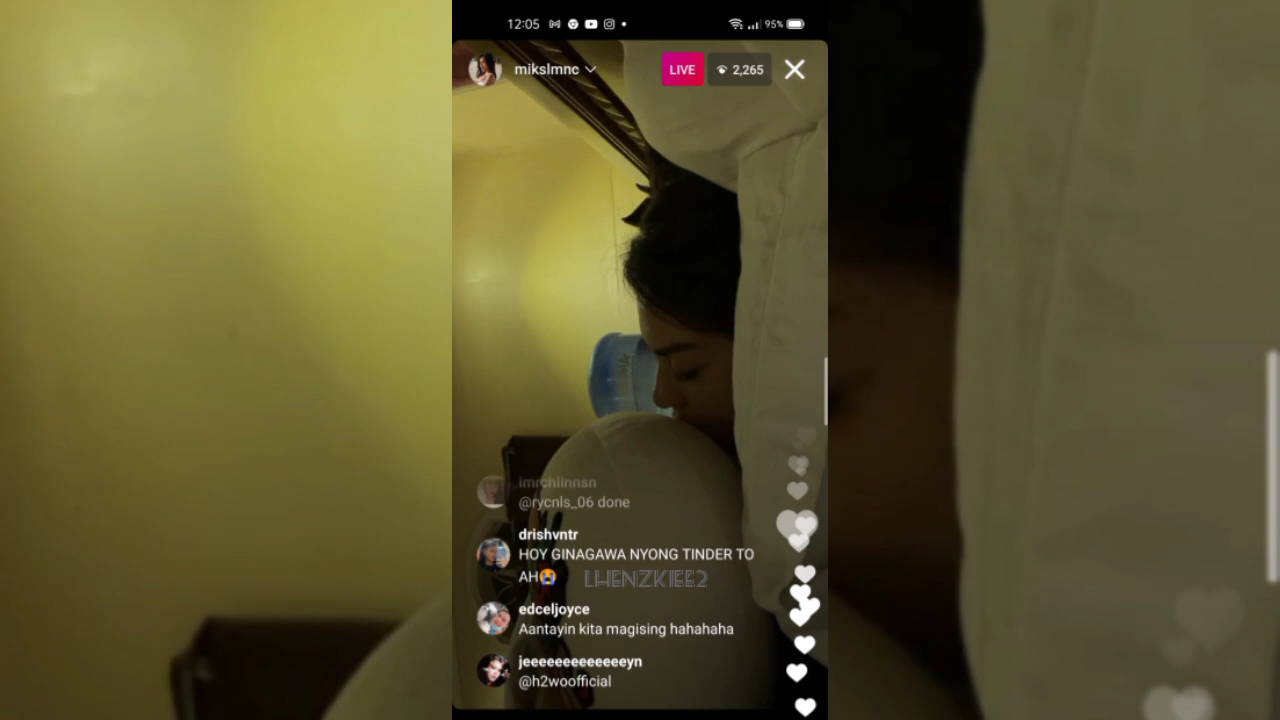 12:05
95%
mikslmnc
LIVE
2,265
imrchlinnsn
@rycnls_06 done
drishvntr
HOY GINAGAWA NYONG TINDER TO
AH😭
LHENZKIEE2
edceljoyce
Aantayin kita magising hahahaha
jeeeeeeeeeeeeeyn
@h2woofficial